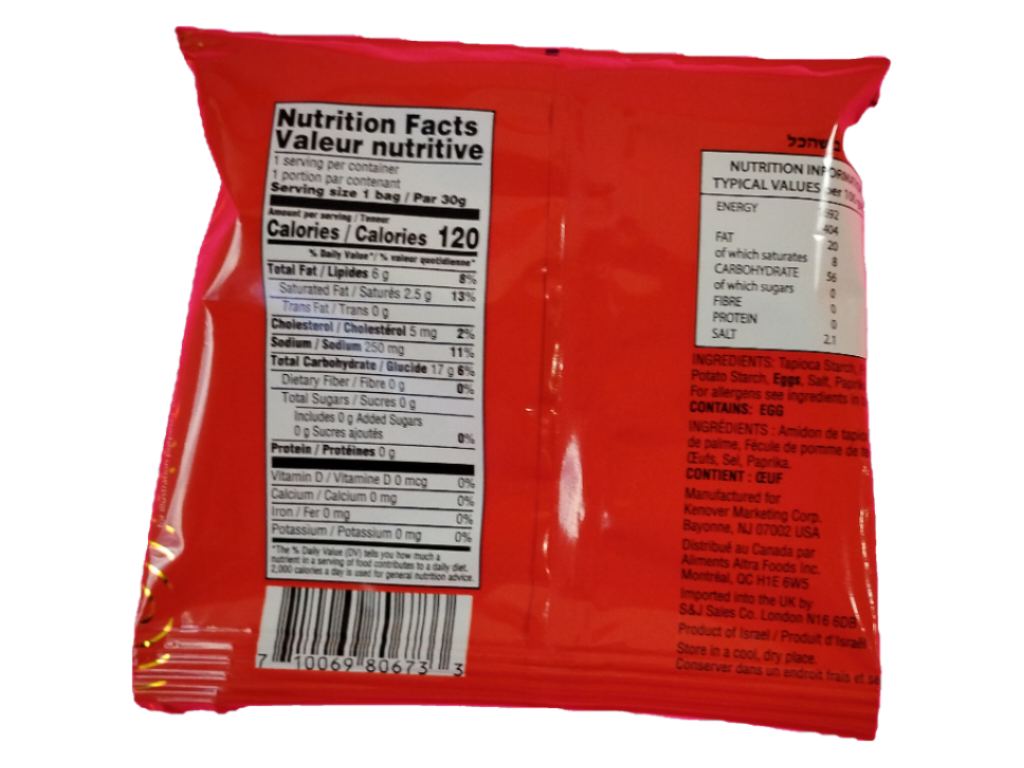 Nutrition Facts
Valeur nutritive
1 serving per container
1 portion par contenant
Serving size 1 bag / Par 30g
Amount per serving / Teneur
Calories / Calories 120
% Daily Value* / % valeur quotidienne*
Total Fat / Lipides 6 g 8%
Saturated Fat / Saturés 2.5 g 13%
Trans Fat / Trans 0 g
Cholesterol / Cholestérol 5 mg 2%
Sodium / Sodium 250 mg 11%
Total Carbohydrate / Glucide 17 g 6%
Dietary Fiber / Fibre 0 g 0%
Total Sugars / Sucres 0 g
Includes 0 g Added Sugars
0 g Sucres ajoutés 0%
Protein / Protéines 0 g
Vitamin D / Vitamine D 0 mcg 0%
Calcium / Calcium 0 mg 0%
Iron / Fer 0 mg 0%
Potassium / Potassium 0 mg 0%
*The % Daily Value (DV) tells you how much a
nutrient in a serving of food contributes to a daily diet.
2,000 calories a day is used for general nutrition advice.
7 10069 80673 3
שהכל
NUTRITION INFORMATION
TYPICAL VALUES per
ENERGY 
404
FAT 20
of which saturates 8
CARBOHYDRATE 56
of which sugars 0
FIBRE 0
PROTEIN 0
SALT 2,1
INGREDIENTS: Tapioca Starch,
Potato Starch, Eggs, Salt, Paprik
For allergens see ingredients in
CONTAINS: EGG
INGRÉDIENTS : Amidon de tapio
de palme, Fécule de pomme de
Œufs, Sel, Paprika.
CONTIENT : ŒUF
Manufactured for
Kenover Marketing Corp.
Bayonne, NJ 07002 USA
Distribué au Canada par
Aliments Altra Foods Inc.
Montréal, QC H1E 6W5
Imported into the UK by
S&J Sales Co. London N16 6DB
Product of Israel / Produit d'Israël
Store in a cool, dry place.
Conserver dans un endroit frais et se